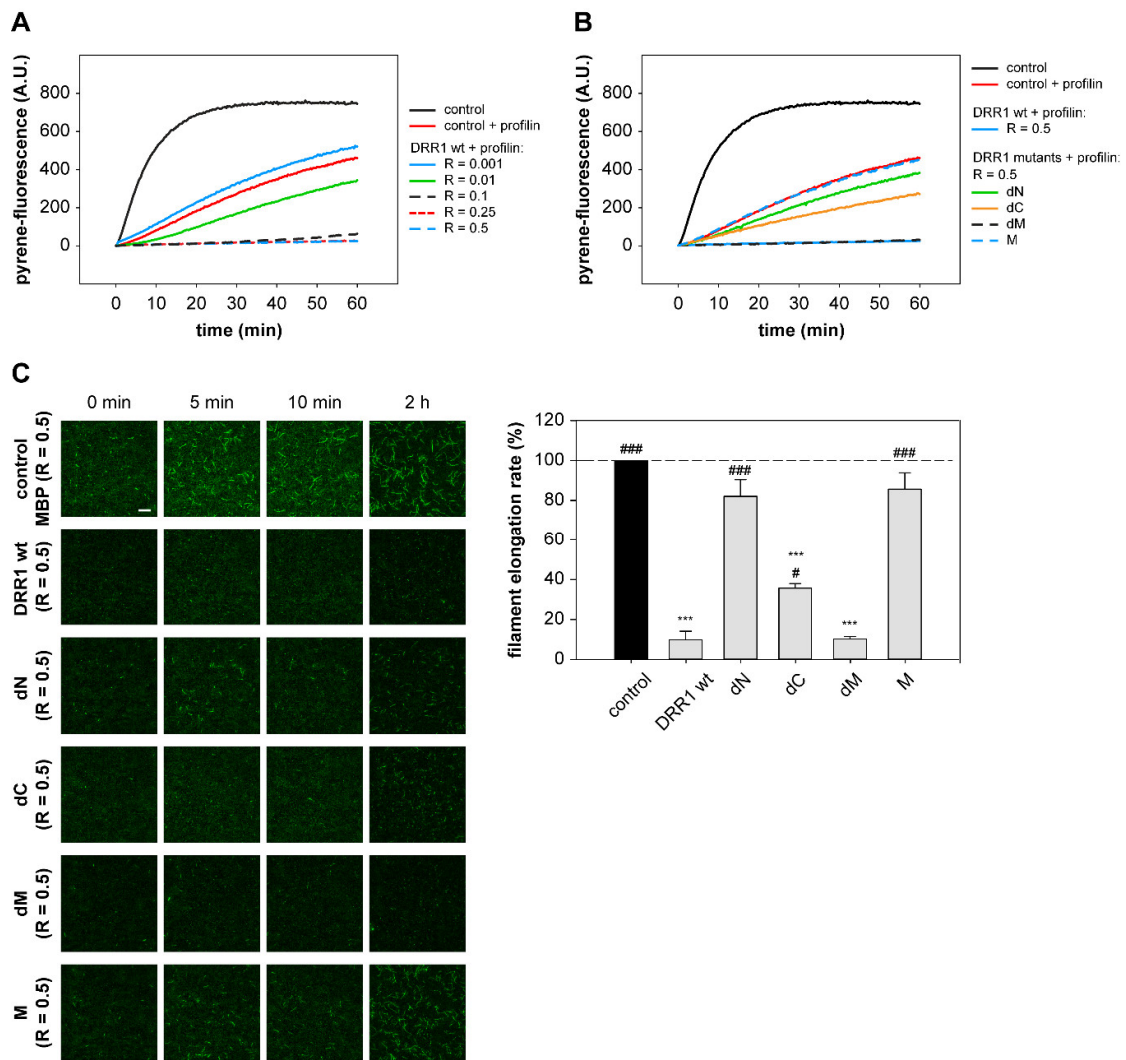 A
pyrene-fluorescence (A.U.)
800
600
400
200
0
0 10 20 30 40 50 60
time (min)
control
control + profilin
DRR1 wt + profilin:
R = 0.001
R = 0.01
R = 0.1
R = 0.25
R = 0.5
B
pyrene-fluorescence (A.U.)
800
600
400
200
0
0 10 20 30 40 50 60
time (min)
control
control + profilin
DRR1 wt + profilin:
R = 0.5
DRR1 mutants + profilin:
R = 0.5
dN
dC
dM
M
C
0 min 5 min 10 min 2 h
control
MBP (R = 0.5)
DRR1 wt
(R = 0.5)
dN
(R = 0.5)
dC
(R = 0.5)
dM
(R = 0.5)
M
(R = 0.5)
filament elongation rate (%)
120
100
80
60
40
20
0
###
***
###
***
#
***
###
control
DRR1 wt
dN
dC
dM
M